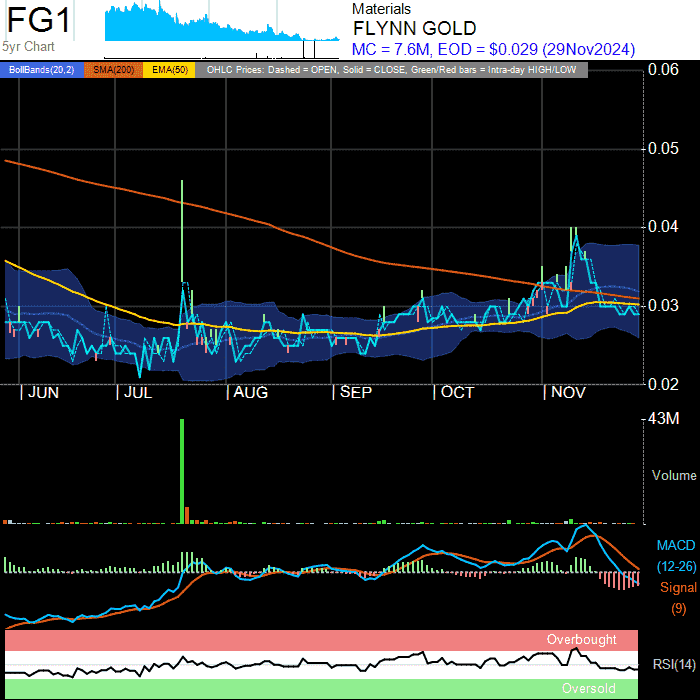 FG1
5yr Chart
Materials
FLYNN GOLD
MC = 7.6M, EOD = $0.029 (29Nov2024)
BollBands(20,2) SMA(200) EMA(50) OHLC Prices: Dashed = OPEN, Solid = CLOSE, Green/Red bars = Intra-day HIGH/LOW
0.06
0.05
0.04
0.03
0.02
JUN JUL AUG SEP OCT NOV
43M
Volume
MACD
(12-26)
Signal
(9)
Overbought
RSI(14)
Oversold